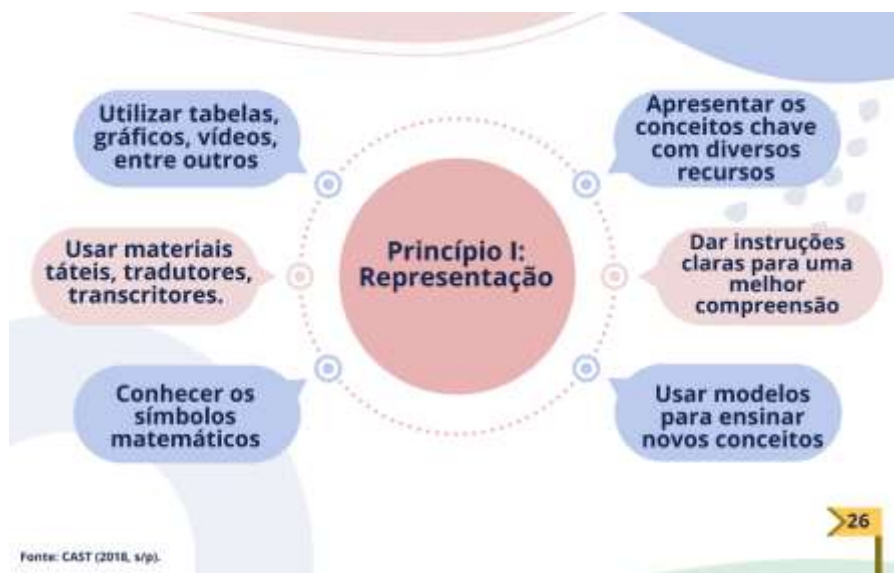 Utilizar tabelas,
gráficos, vídeos,
entre outros
Apresentar os
conceitos chave
com diversos
recursos
Usar materiais
táteis, tradutores,
transcritores.
Princípio I:
Representação
Dar instruções
claras para uma
melhor
compreensão
Conhecer os
símbolos
matemáticos
Usar modelos
para ensinar
novos conceitos
26
Fonte: CAST (2018, s/p).